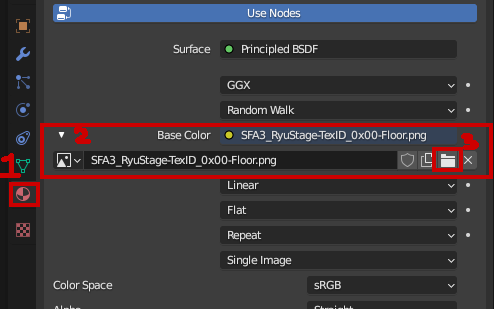 Use Nodes
Surface Principled BSDF
GGX
Random Walk
2 Base Color SFA3_RyuStage-TexID_0x00-Floor.png 3
1 SFA3_RyuStage-TexID_0x00-Floor.png
Linear
Flat
Repeat
Single Image
Color Space sRGB
Alpha Straight